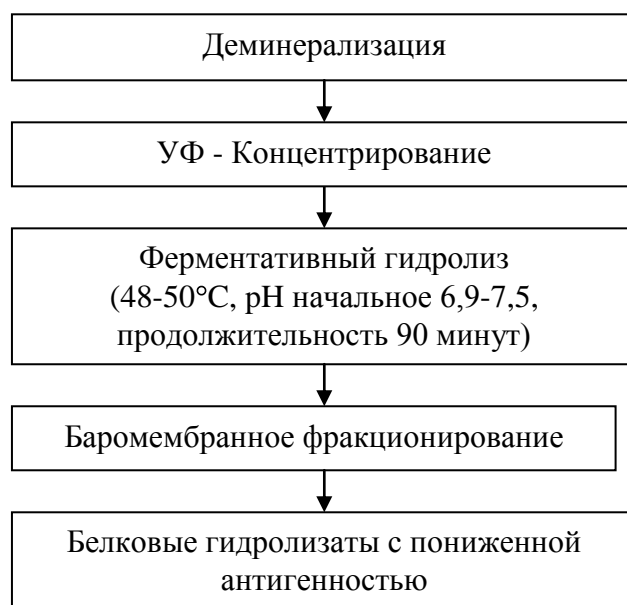 Деминерализация
УФ - Концентрирование
Ферментативный гидролиз
(48-50°С, pH начальное 6,9-7,5,
продолжительность 90 минут)
Баромембранное фракционирование
Белковые гидролизаты с пониженной
антигенностью